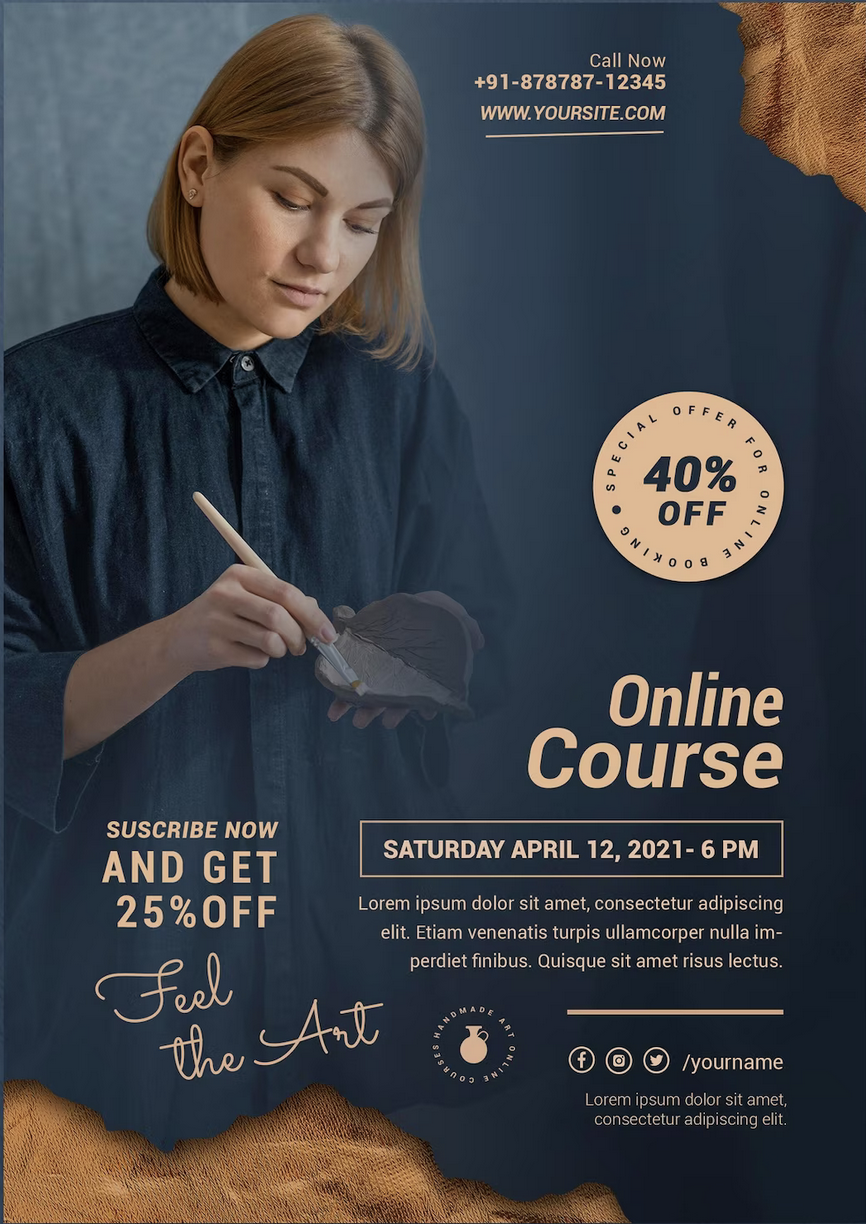 Call Now
+91-878787-12345
WWW.YOURSITE.COM
SPECIAL OFFER FOR ONLINE BOOKING
40%
OFF
Online
Course
SATURDAY APRIL 12, 2021- 6 PM
Lorem ipsum dolor sit amet, consectetur adipiscing
elit. Etiam venenatis turpis ullamcorper nulla im-
perdiet finibus. Quisque sit amet risus lectus.
SUSCRIBE NOW
AND GET
25%OFF
Feel
the Art
HANDMADE ART ONLINE COURSES
/yourname
Lorem ipsum dolor sit amet,
consectetur adipiscing elit.